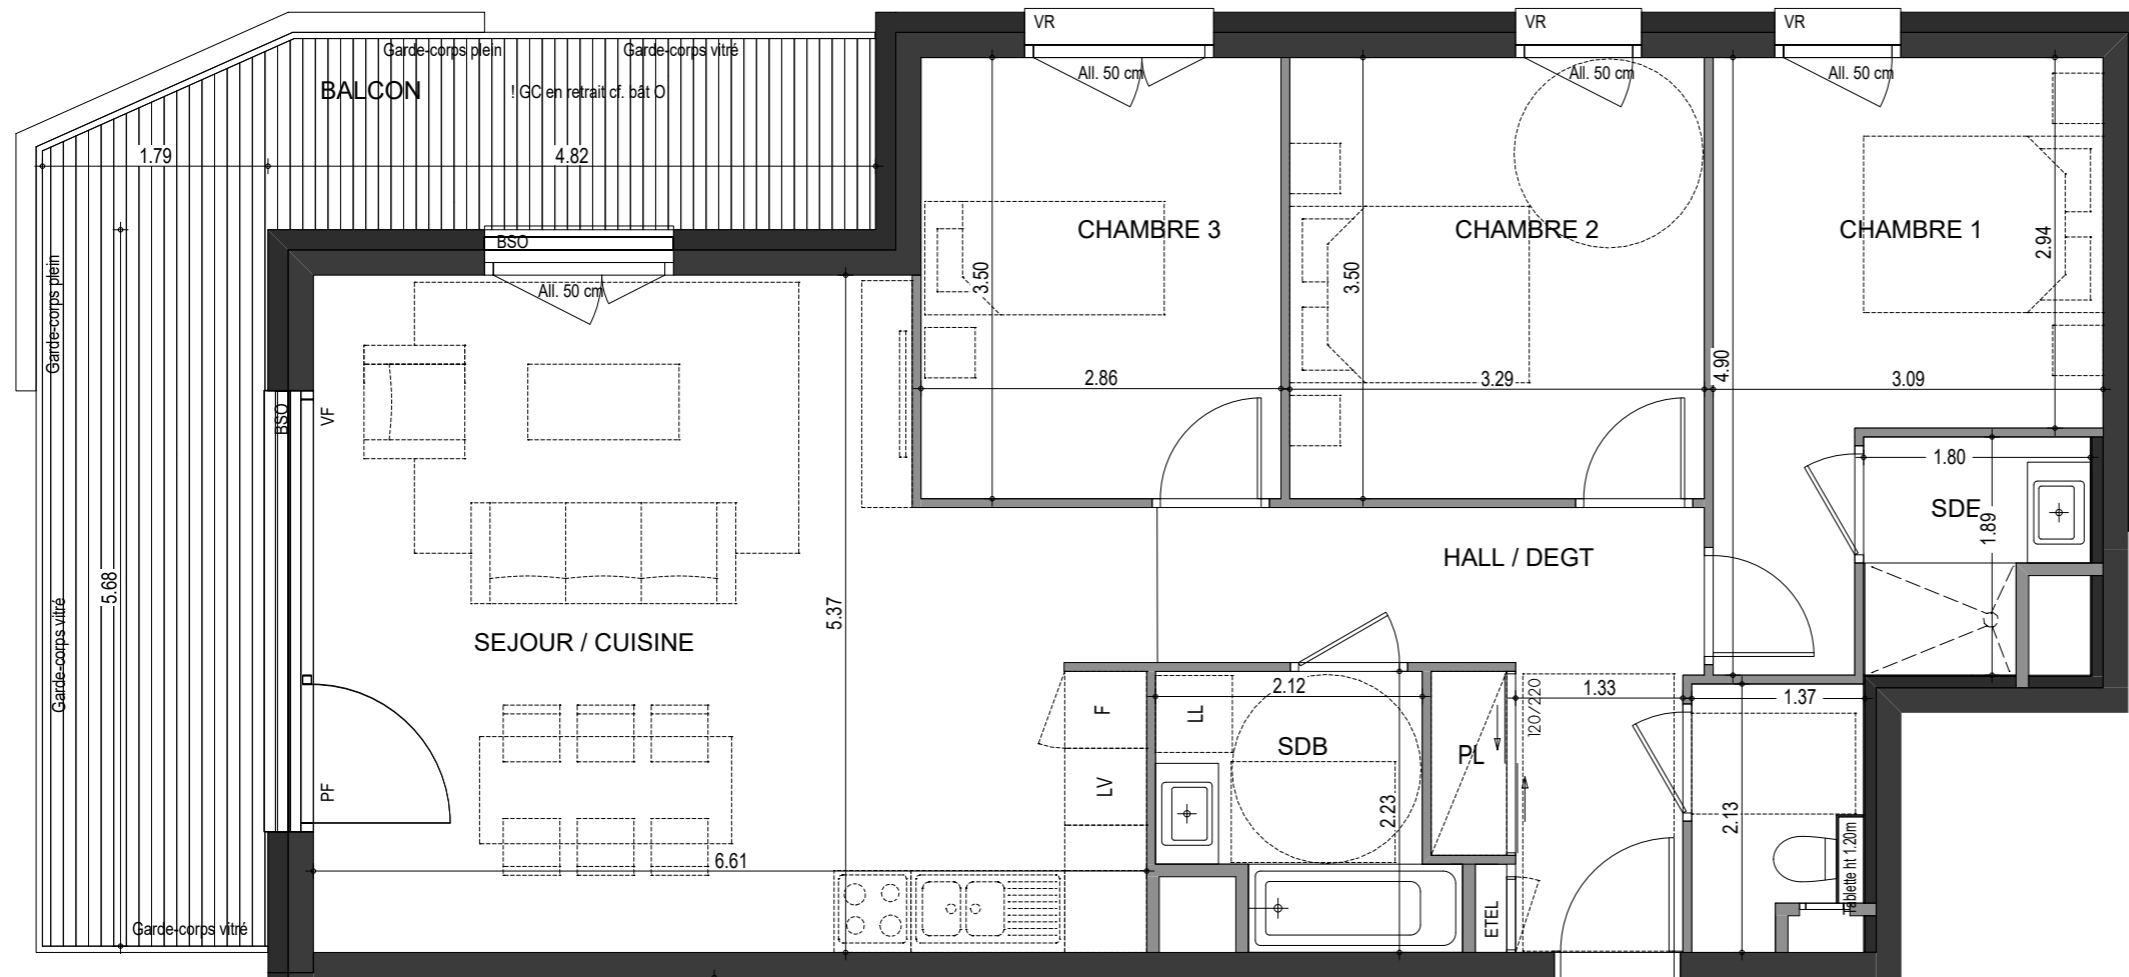 VR
VR
VR
Garde-corps plein
Garde-corps vitré
All. 50 cm
All. 50 cm
All. 50 cm
BALCON
! GC en retrait cf. bât O
1.79
4.82
CHAMBRE 3
CHAMBRE 2
CHAMBRE 1
BSO
2.94
3.50
3.50
All. 50 cm
Garde-corps plein
4.90
2.86
3.29
3.09
BSO
VF
1.80
SDE
1.89
HALL / DEGT
5.68
5.37
Garde-corps vitré
SEJOUR / CUISINE
2.12
1.33
1.37
F
LL
120/220
SDB
PL
PF
LV
2.23
2.13
6.61
Tablette ht 1.20m
ETEL
Garde-corps vitré